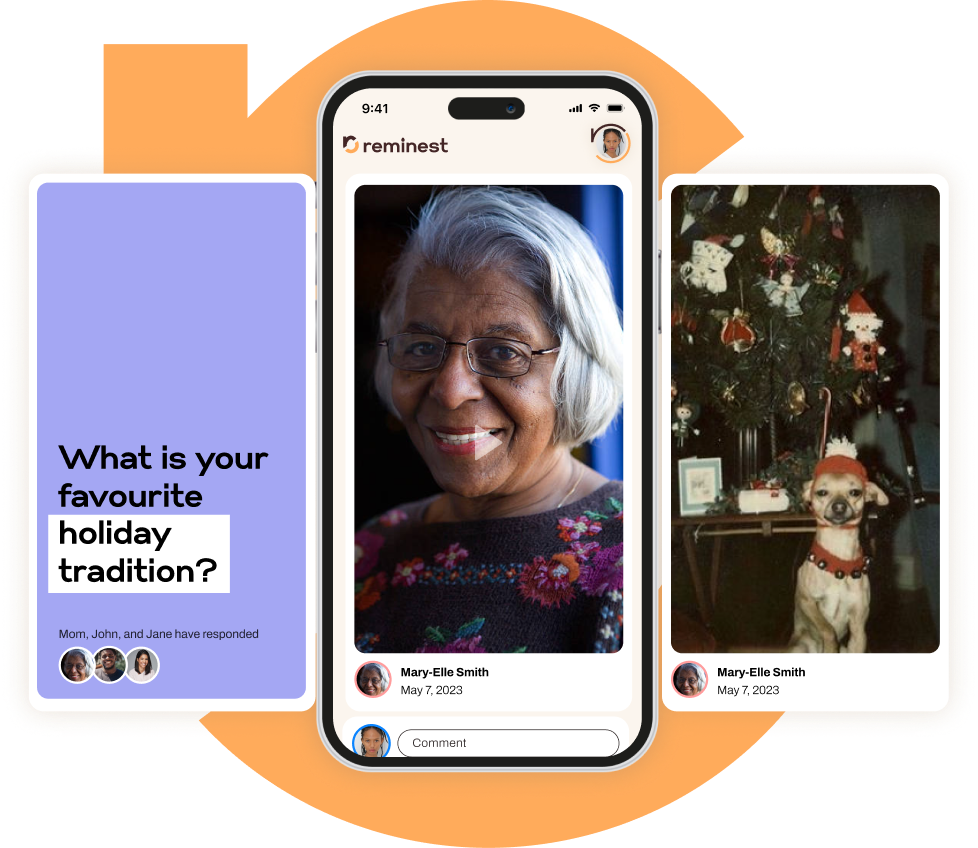 What is your
favourite
holiday
tradition?
Mom, John, and Jane have responded
9:41
reminest
Mary-Elle Smith
May 7, 2023
Comment
Mary-Elle Smith
May 7, 2023